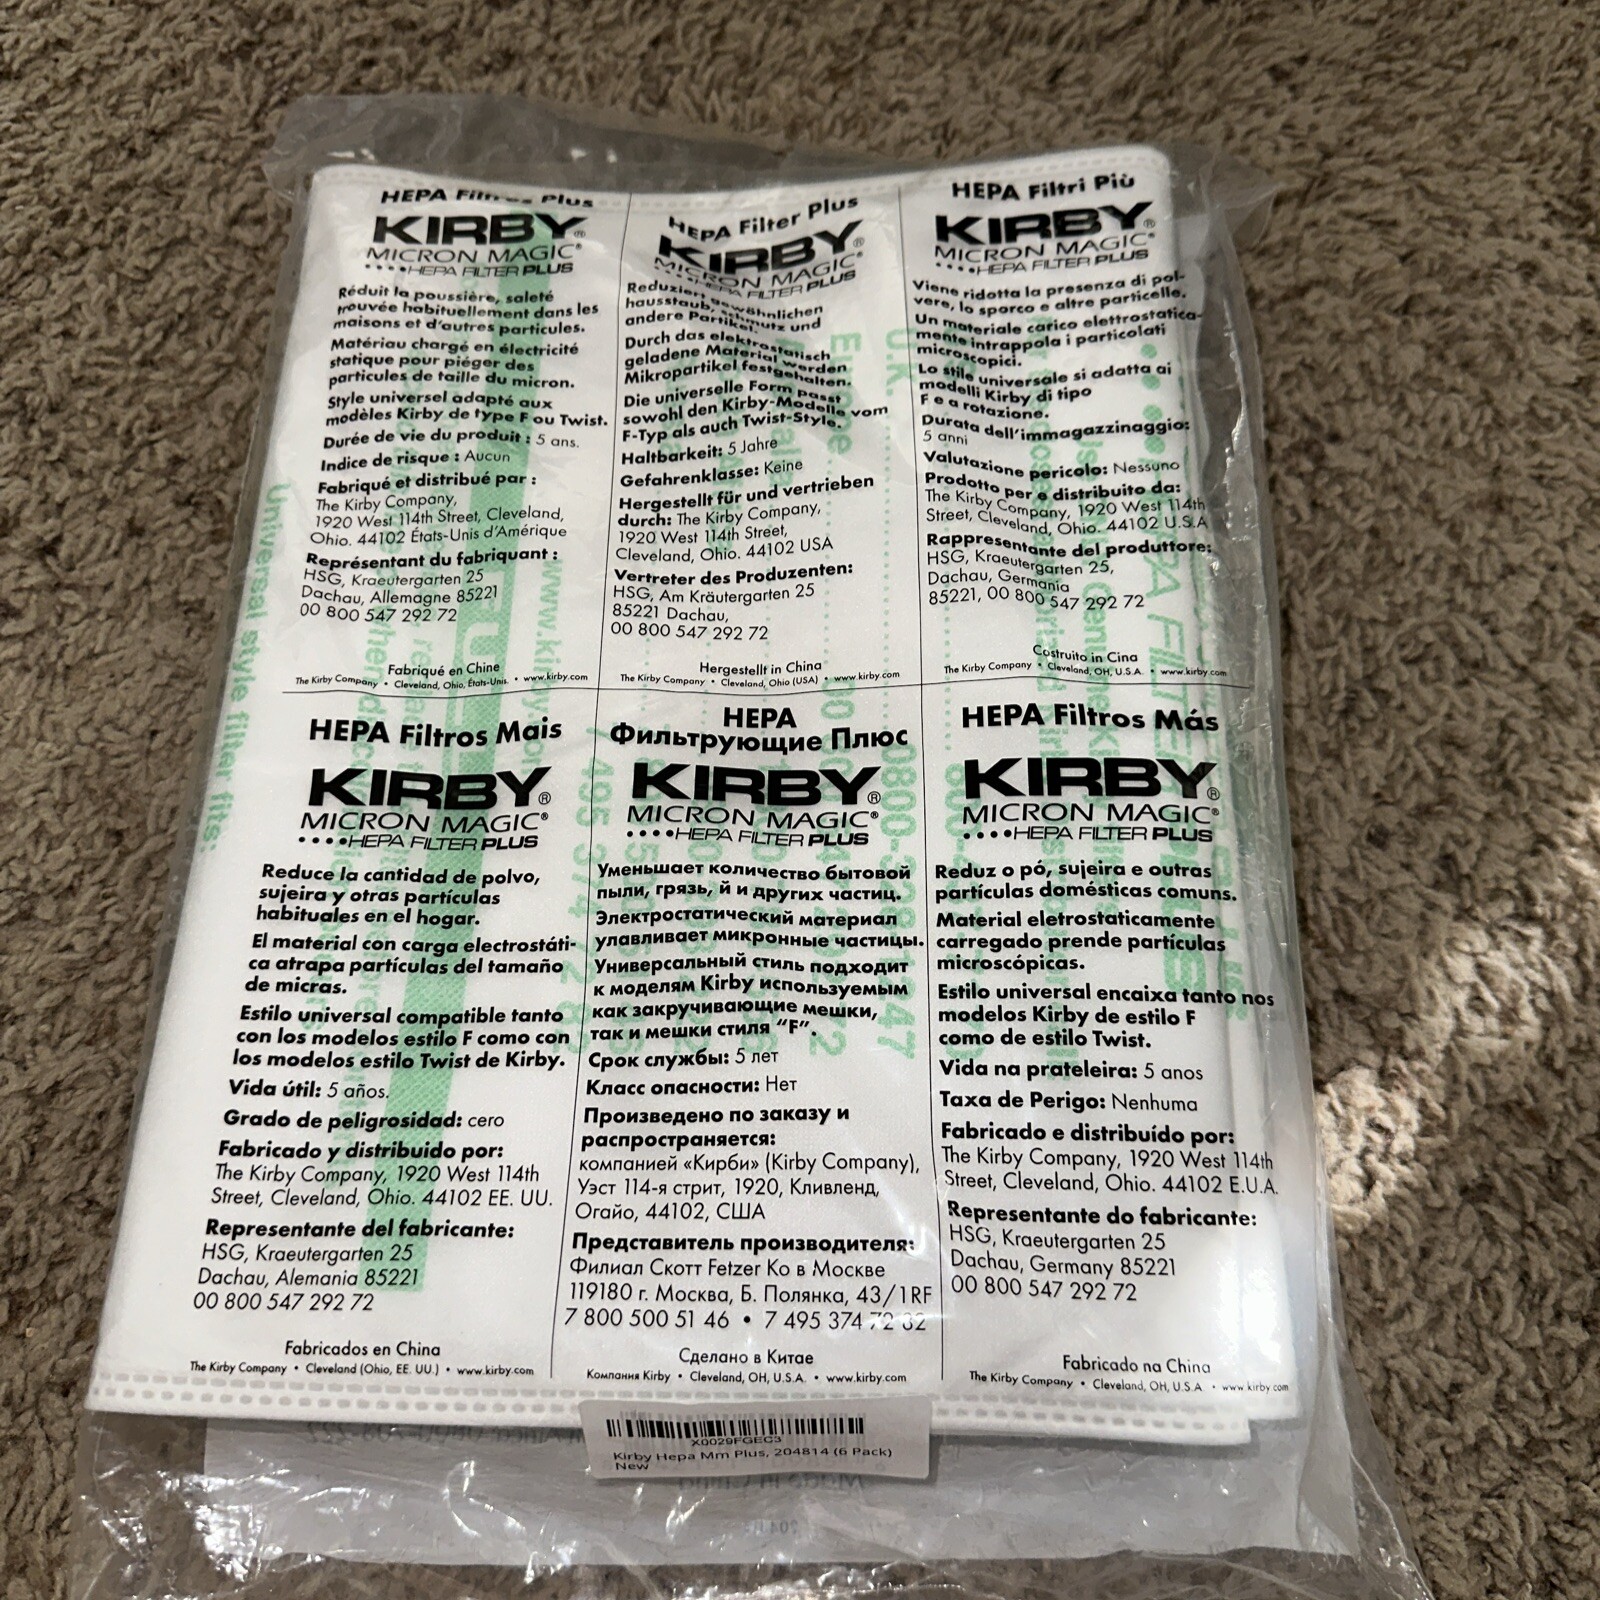 HEPA Filtres Plus
KIRBY®
MICRON MAGIC®
••••HEPA FILTER PLUS
Réduit la poussière, saleté
trouvée habituellement dans les
maisons et d'autres particules.
Matériau chargé en électricité
statique pour piéger des
particules de taille du micron.
Style universel adapté aux
modèles Kirby de type F ou Twist.
Durée de vie du produit : 5 ans.
Indice de risque : Aucun
Fabriqué et distribué par :
The Kirby Company,
1920 West 114th Street, Cleveland,
Ohio. 44102 États-Unis d'Amérique
Représentant du fabriquant :
HSG, Kraeutergarten 25
Dachau, Allemagne 85221
00 800 547 292 72
Fabriqué en Chine
The Kirby Company • Cleveland, Ohio, États-Unis. • www.kirby.com
HEPA Filter Plus
KIRBY®
MICRON MAGIC®
••••HEPA FILTER PLUS
Reduziert gewöhnlichen
hausstaub, schmutz und
andere Partikel.
Durch das elektrostatisch
geladene Material werden
Mikropartikel festgehalten.
Die universelle Form passt
sowohl den Kirby-Modelle vom
F-Typ als auch Twist-Style.
Haltbarkeit: 5 Jahre
Gefahrenklasse: Keine
Hergestellt für und vertrieben
durch: The Kirby Company,
1920 West 114th Street,
Cleveland, Ohio. 44102 USA
Vertreter des Produzenten:
HSG, Am Kräutergarten 25
85221 Dachau,
00 800 547 292 72
Hergestellt in China
The Kirby Company • Cleveland, Ohio (USA) • www.kirby.com
HEPA Filtri Più
KIRBY®
MICRON MAGIC®
••••HEPA FILTER PLUS
Viene ridotta la presenza di pol-
vere, lo sporco e altre particelle.
Un materiale carico elettrostatica-
mente intrappola i particolati
microscopici.
Lo stile universale si adatta ai
modelli Kirby di tipo
F e a rotazione.
Durata dell'immagazzinaggio:
5 anni
Valutazione pericolo: Nessuno
Prodotto per e distribuito da:
The Kirby Company, 1920 West 114th
Street, Cleveland, Ohio. 44102 U.S.A
Rappresentante del produttore:
HSG, Kraeutergarten 25,
Dachau, Germania
85221, 00 800 547 292 72
Costruito in Cina
The Kirby Company • Cleveland, OH, U.S.A. • www.kirby.com
HEPA Filtros Mais
KIRBY®
MICRON MAGIC®
••••HEPA FILTER PLUS
Reduce la cantidad de polvo,
sujeira y otras partículas
habituales en el hogar.
El material con carga electrostáti-
ca atrapa partículas del tamaño
de micras.
Estilo universal compatible tanto
con los modelos estilo F como con
los modelos estilo Twist de Kirby.
Vida útil: 5 años.
Grado de peligrosidad: cero
Fabricado y distribuido por:
The Kirby Company, 1920 West 114th
Street, Cleveland, Ohio. 44102 EE. UU.
Representante del fabricante:
HSG, Kraeutergarten 25
Dachau, Alemania 85221
00 800 547 292 72
Fabricados en China
The Kirby Company • Cleveland (Ohio, EE. UU.) • www.kirby.com
HEPA
Фильтрующие Плюс
KIRBY®
MICRON MAGIC®
••••HEPA FILTER PLUS
Уменьшает количество бытовой
пыли, грязь, й и других частиц.
Электростатический материал
улавливает микронные частицы.
Универсальный стиль подходит
к моделям Kirby используемым
как закручивающие мешки,
так и мешки стиля “F”.
Срок службы: 5 лет
Класс опасности: Нет
Произведено по заказу и
распространяется:
компанией «Кирби» (Kirby Company),
Уэст 114-я стрит, 1920, Кливленд,
Огайо, 44102, США
Представитель производителя:
Филиал Скотт Fetzer Ко в Москве
119180 г. Москва, Б. Полянка, 43/1RF
7 800 500 51 46 • 7 495 374 72 82
Сделано в Китае
Компания Kirby • Cleveland, OH, U.S.A. • www.kirby.com
HEPA Filtros Más
KIRBY®
MICRON MAGIC®
••••HEPA FILTER PLUS
Reduz o pó, sujeira e outras
partículas domésticas comuns.
Material eletrostaticamente
carregado prende partículas
microscópicas.
Estilo universal encaixa tanto nos
modelos Kirby de estilo F
como de estilo Twist.
Vida na prateleira: 5 anos
Taxa de Perigo: Nenhuma
Fabricado e distribuído por:
The Kirby Company, 1920 West 114th
Street, Cleveland, Ohio. 44102 E.U.A.
Representante do fabricante:
HSG, Kraeutergarten 25
Dachau, Germany 85221
00 800 547 292 72
Fabricado na China
The Kirby Company • Cleveland, OH, U.S.A. • www.kirby.com
Universal style filter fits:
X0029FGEC3
Kirby Hepa Mm Plus, 204814 (6 Pack)
New